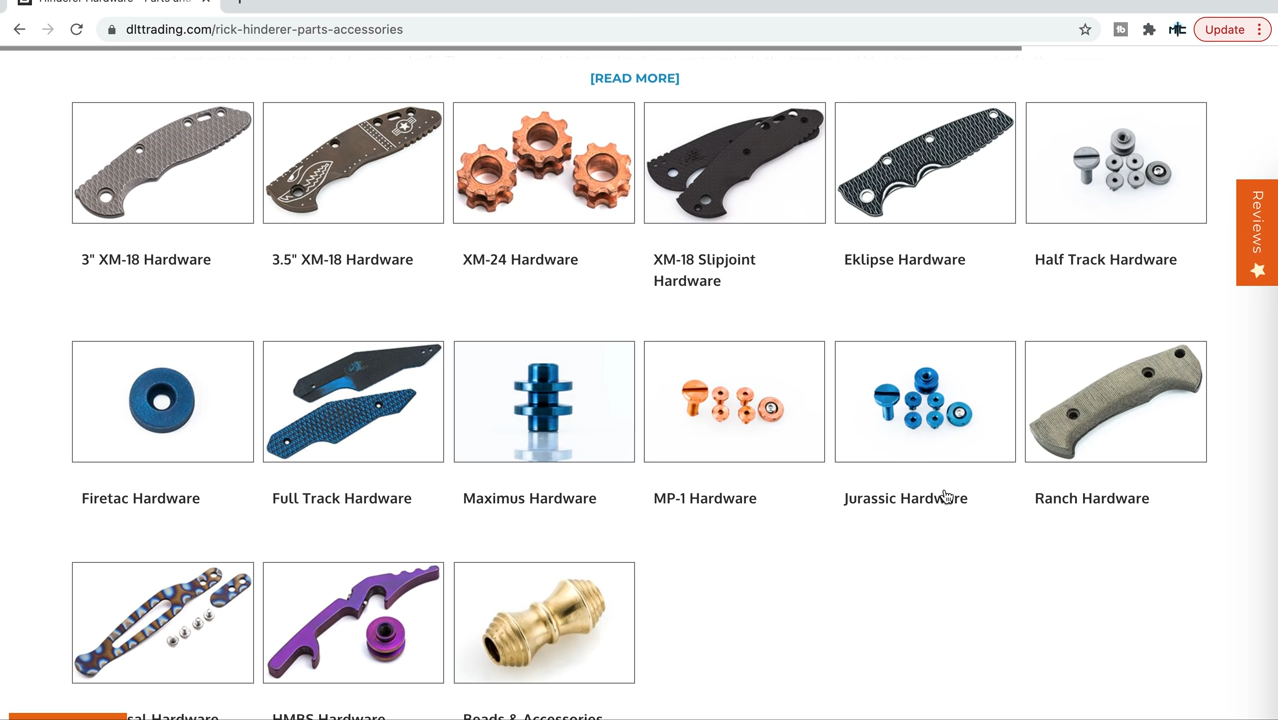 dlttrading.com/rick-hinderer-parts-accessories
Update
[READ MORE]
3" XM-18 Hardware
3.5" XM-18 Hardware
XM-24 Hardware
XM-18 Slipjoint
Hardware
Eklipse Hardware
Half Track Hardware
Reviews
Firetac Hardware
Full Track Hardware
Maximus Hardware
MP-1 Hardware
Jurassic Hardware
Ranch Hardware
Hardware
HMBS Hardware
Beads & Accessories